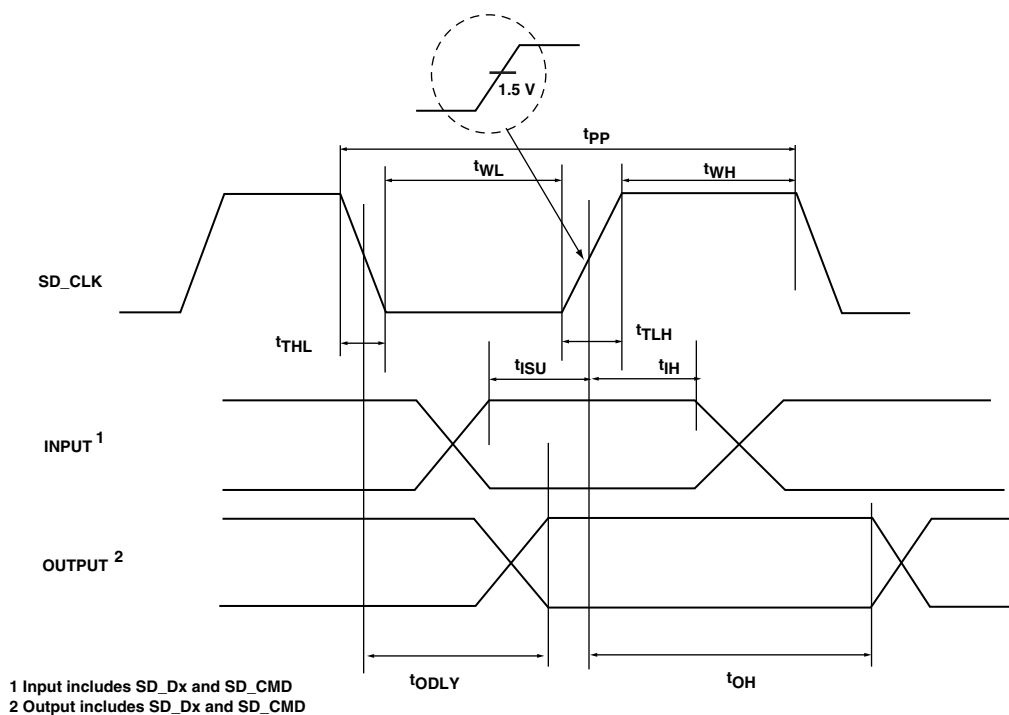 1.5 V
tPP
tWL
tWH
SD_CLK
tTHL
tTLH
tISU
tIH
INPUT 1
OUTPUT 2
tODLY
tOH
1 Input includes SD_Dx and SD_CMD
2 Output includes SD_Dx and SD_CMD